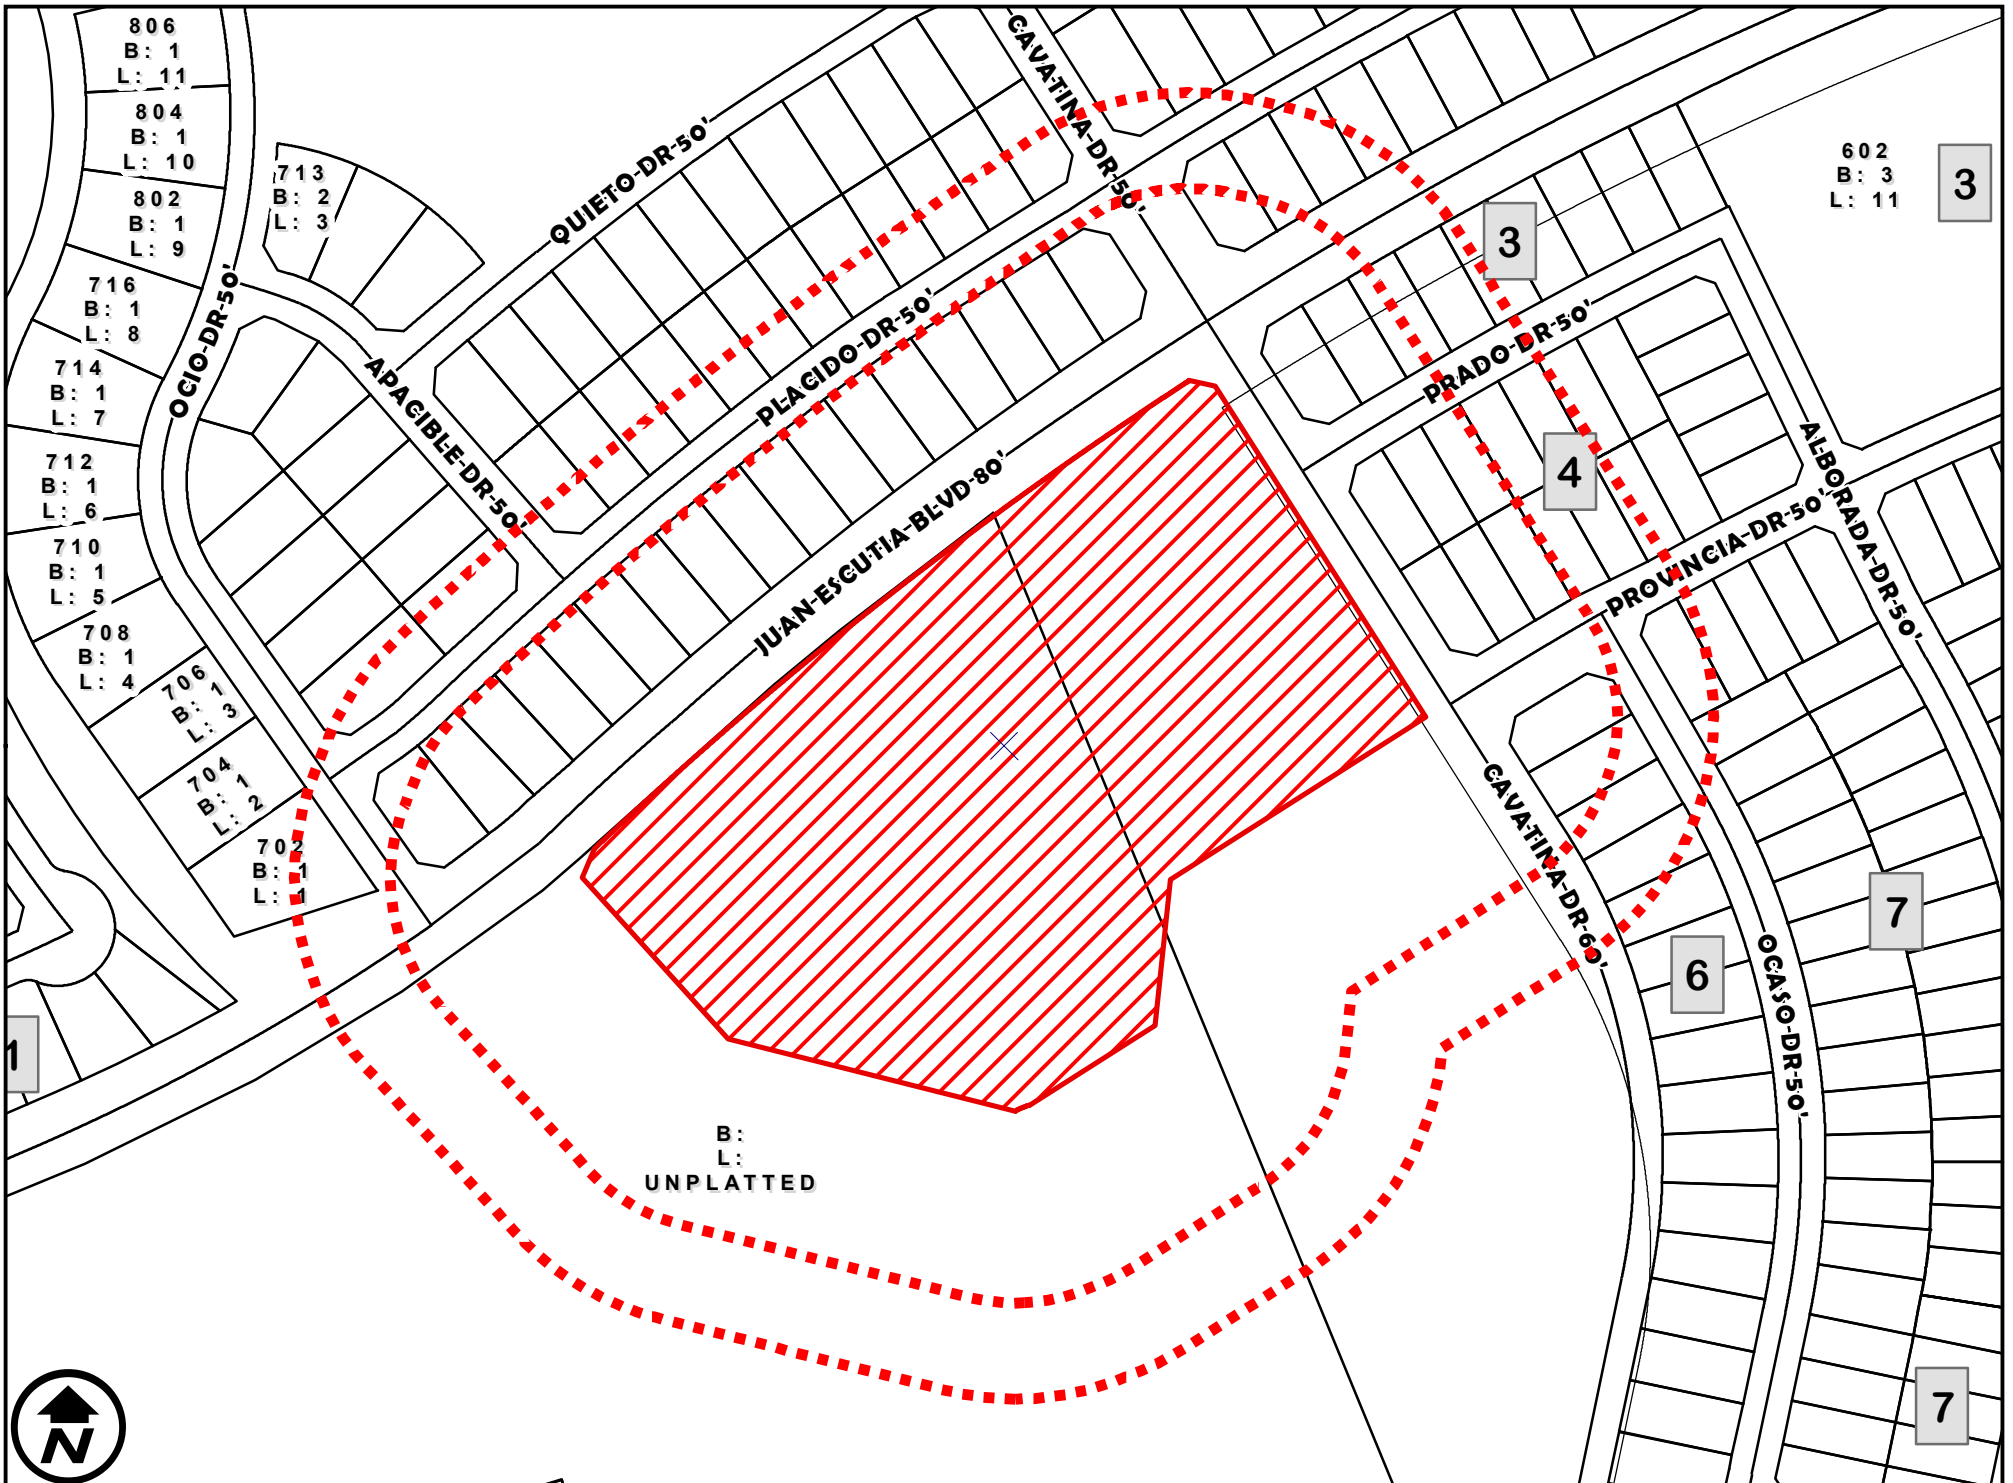 806
B: 1
L: 11
804
B: 1
L: 10
802
B: 1
L: 9
716
B: 1
L: 8
714
B: 1
L: 7
712
B: 1
L: 6
710
B: 1
L: 5
708
B: 1
L: 4
706
B: 1
L: 3
704
B: 1
L: 2
702
B: 1
L: 1
713
B: 2
L: 3
OCIO-DR-50'
QUIETO-DR-50'
APACIBLE-DR-50'
PLACIDO-DR-50'
CAVATINA-DR-50'
JUAN-ESCUTIA-BLVD-80'
602
B: 3
L: 11
3
3
PRADO-DR-50'
4
ALBORADA-DR-50'
PROVINCIA-DR-50'
CAVATINA-DR-60'
7
6
OCASO-DR-50'
1
B:
L:
UNPLATTED
7
N